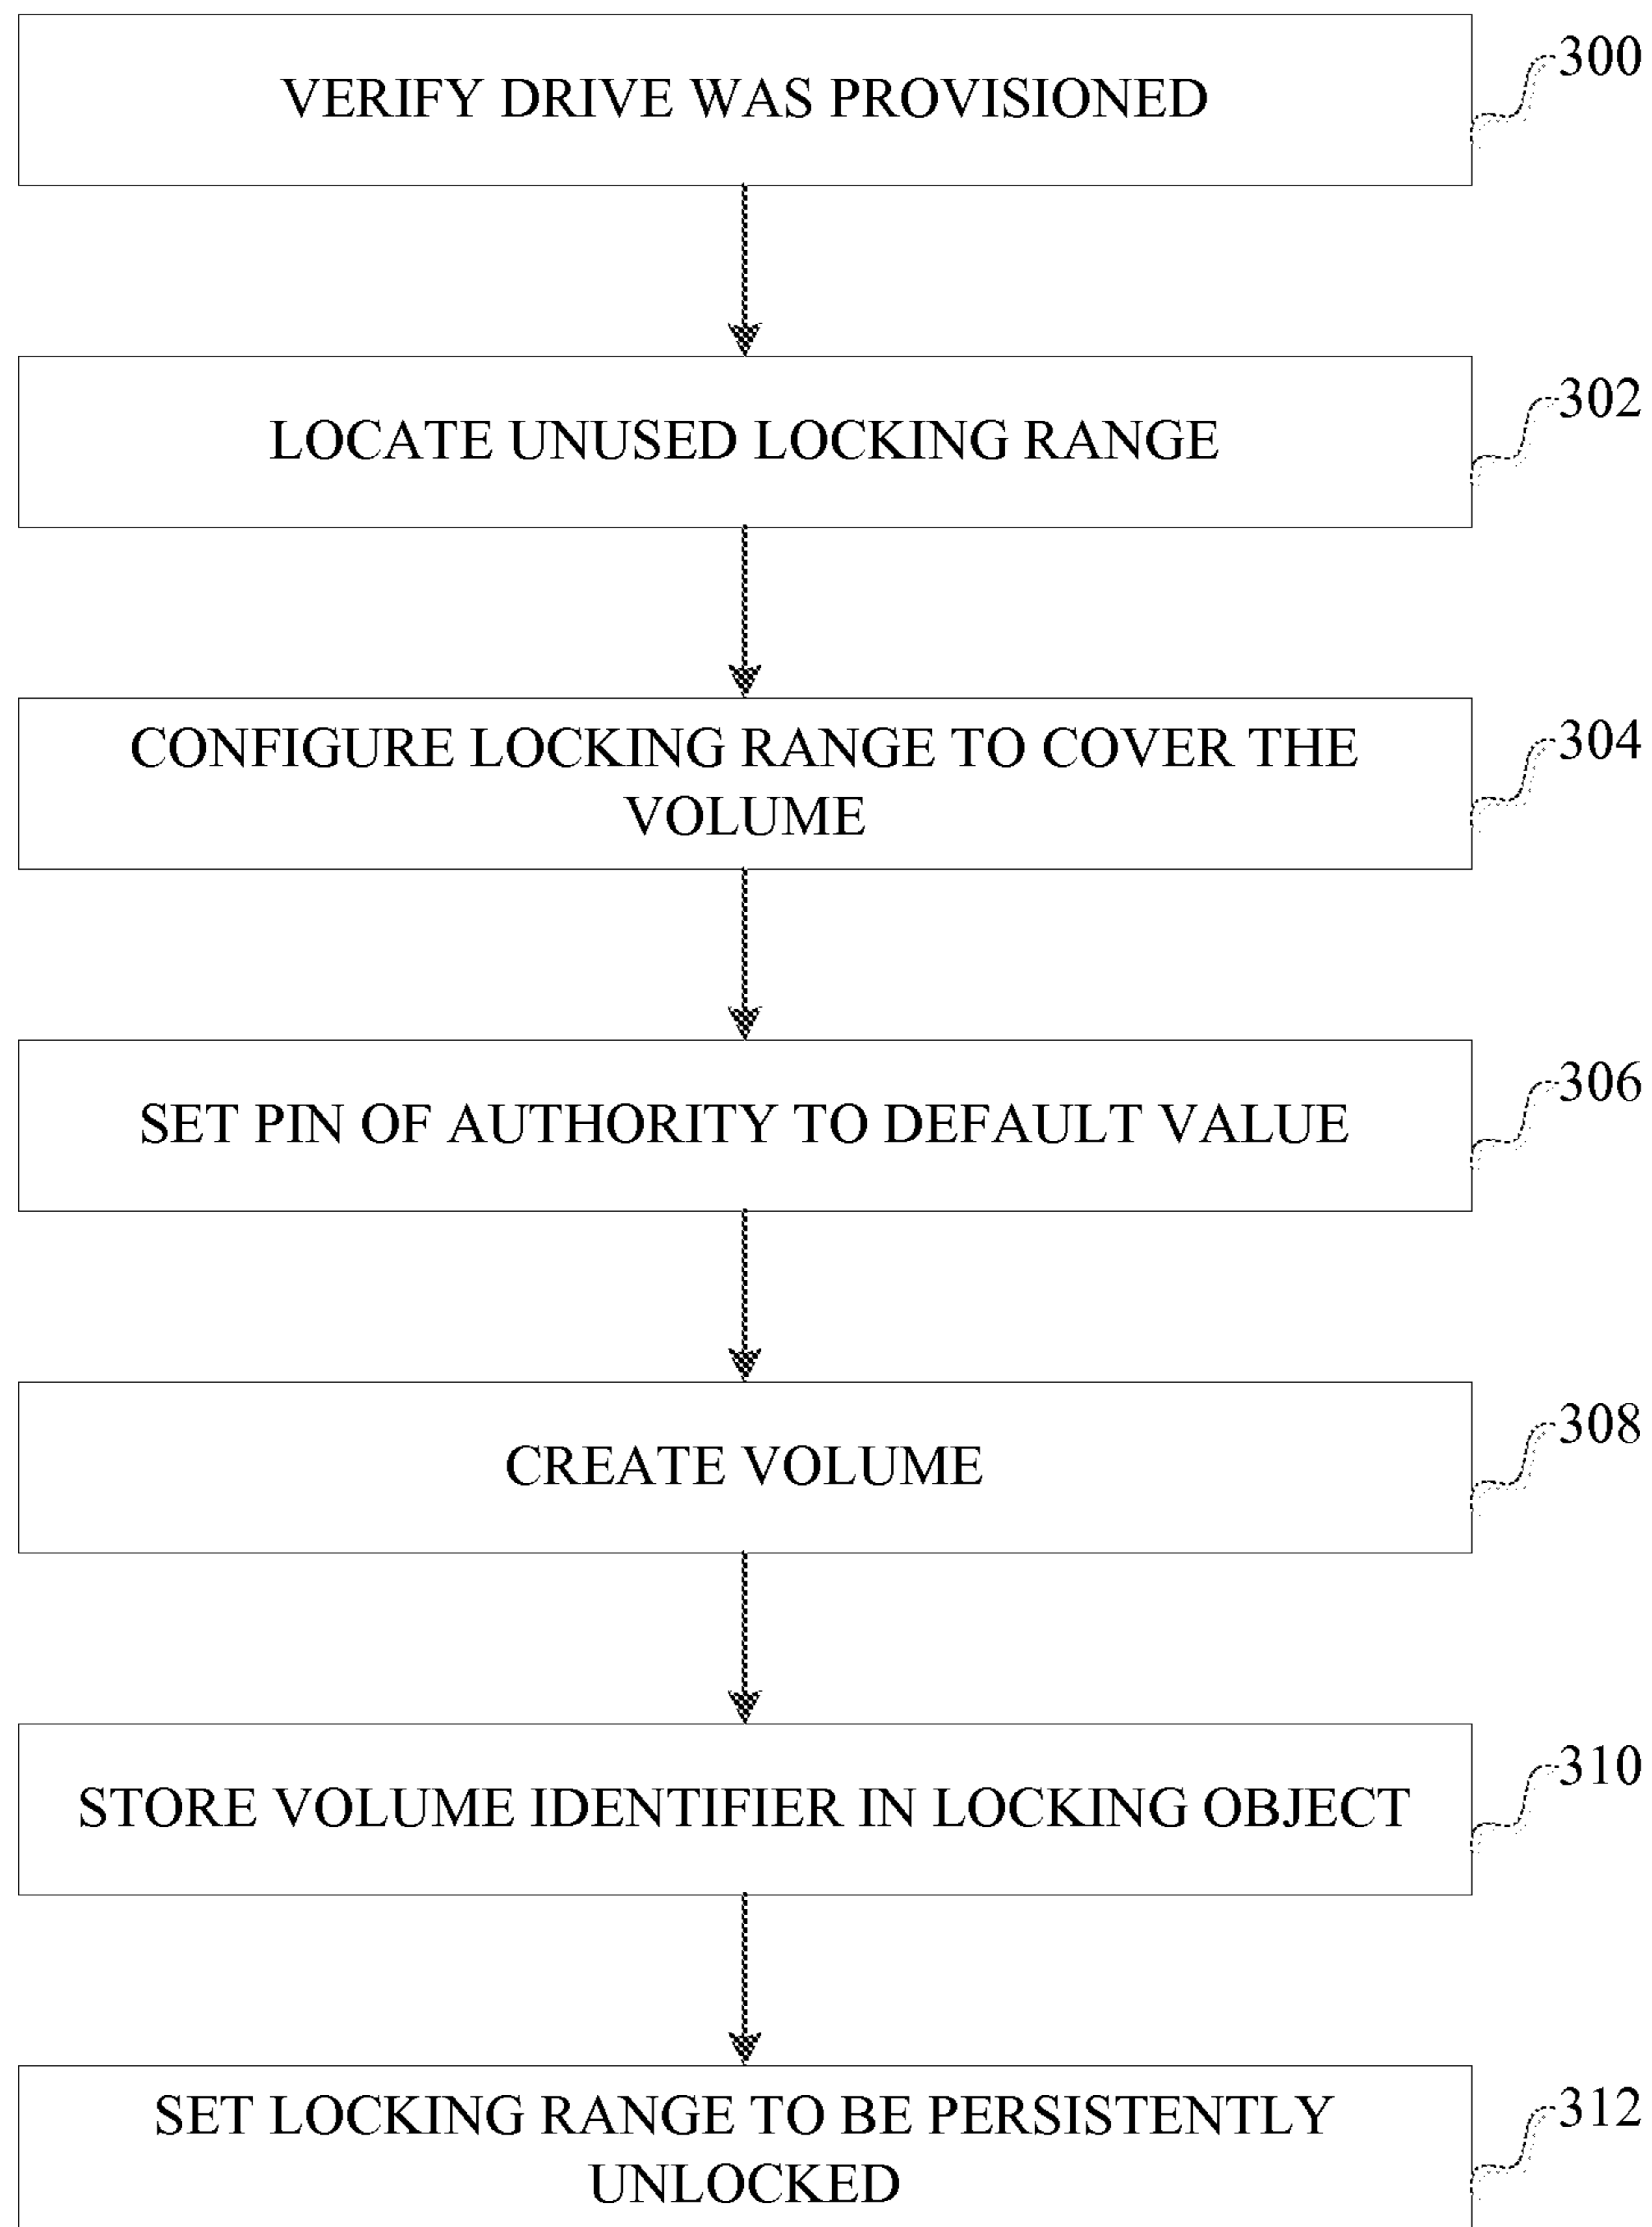 VERIFY DRIVE WAS PROVISIONED
300
LOCATE UNUSED LOCKING RANGE
302
CONFIGURE LOCKING RANGE TO COVER THE
VOLUME
304
SET PIN OF AUTHORITY TO DEFAULT VALUE
306
CREATE VOLUME
308
STORE VOLUME IDENTIFIER IN LOCKING OBJECT
310
SET LOCKING RANGE TO BE PERSISTENTLY
UNLOCKED
312